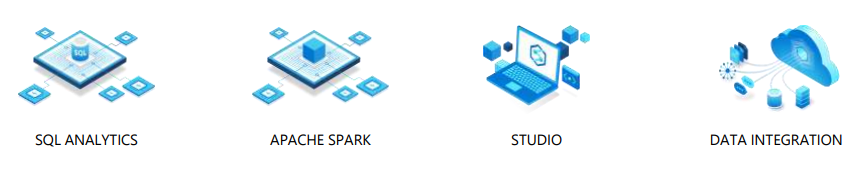 SQL
SQL ANALYTICS
APACHE SPARK
STUDIO
DATA INTEGRATION